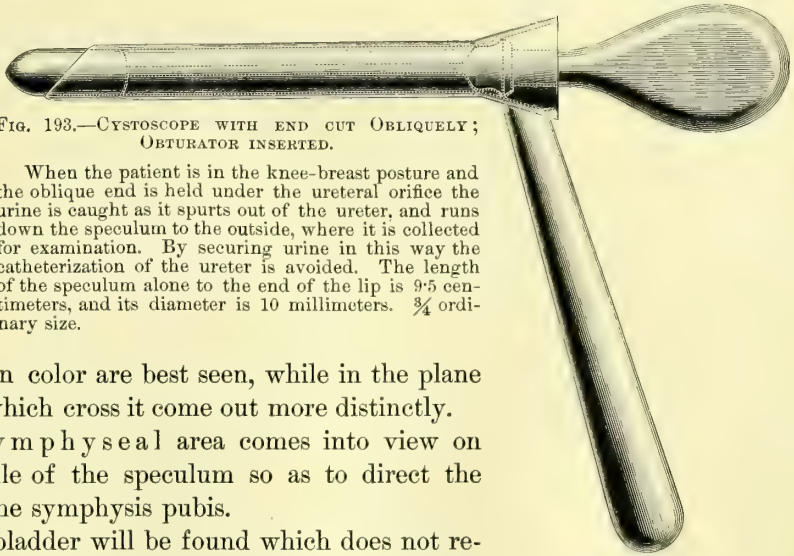 FIG. 193.—CYSTOSCOPE WITH END CUT OBLIQUELY;
OBTURATOR INSERTED.
When the patient is in the knee-breast posture and
the oblique end is held under the ureteral orifice the
urine is caught as it spurts out of the ureter, and runs
down the speculum to the outside, where it is collected
for examination. By securing urine in this way the
catheterization of the ureter is avoided. The length
of the speculum alone to the end of the lip is 9·5 cen-
timeters, and its diameter is 10 millimeters. ¾ ordi-
nary size.
n color are best seen, while in the plane
which cross it come out more distinctly.
ymphyseal area comes into view on
le of the speculum so as to direct the
he symphysis pubis.
bladder will be found which does not re-